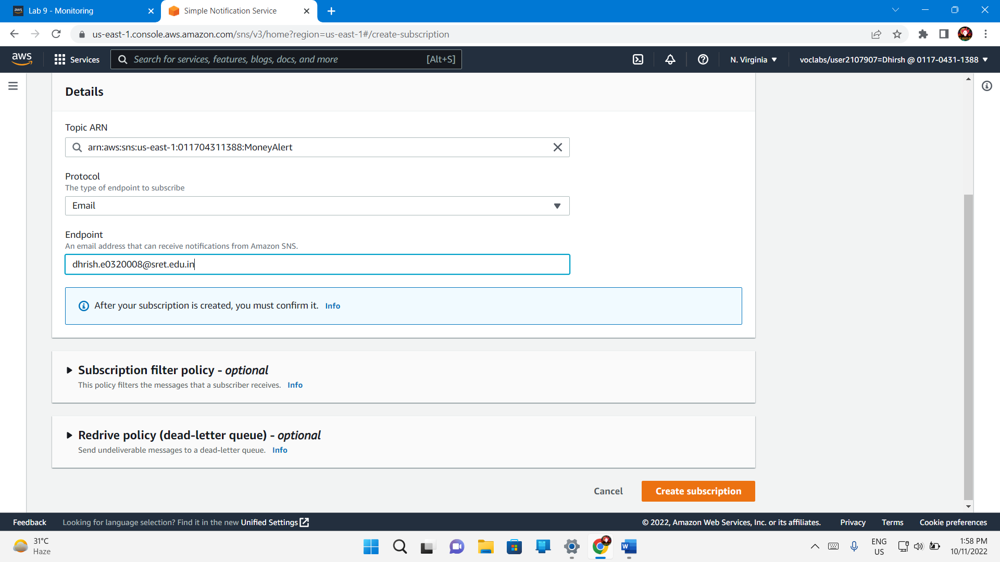 aws Lab 9 - Monitoring
Simple Notification Service
us-east-1.console.aws.amazon.com/sns/v3/home?region=us-east-1#/create-subscription
aws
Services
Search for services, features, blogs, docs, and more [Alt+S]
N. Virginia
voclabs/user2107907=Dhirsh @ 0117-0431-1388
Details
Topic ARN
arn:aws:sns:us-east-1:011704311388:MoneyAlert
Protocol
The type of endpoint to subscribe
Email
Endpoint
An email address that can receive notifications from Amazon SNS.
dhrish.e0320008@sret.edu.in
After your subscription is created, you must confirm it. Info
Subscription filter policy - optional
This policy filters the messages that a subscriber receives. Info
Redrive policy (dead-letter queue) - optional
Send undeliverable messages to a dead-letter queue. Info
Cancel
Create subscription
Feedback
Looking for language selection? Find it in the new Unified Settings
© 2022, Amazon Web Services, Inc. or its affiliates.
Privacy
Terms
Cookie preferences
31°C
Haze
W
ENG
US
1:58 PM
10/11/2022